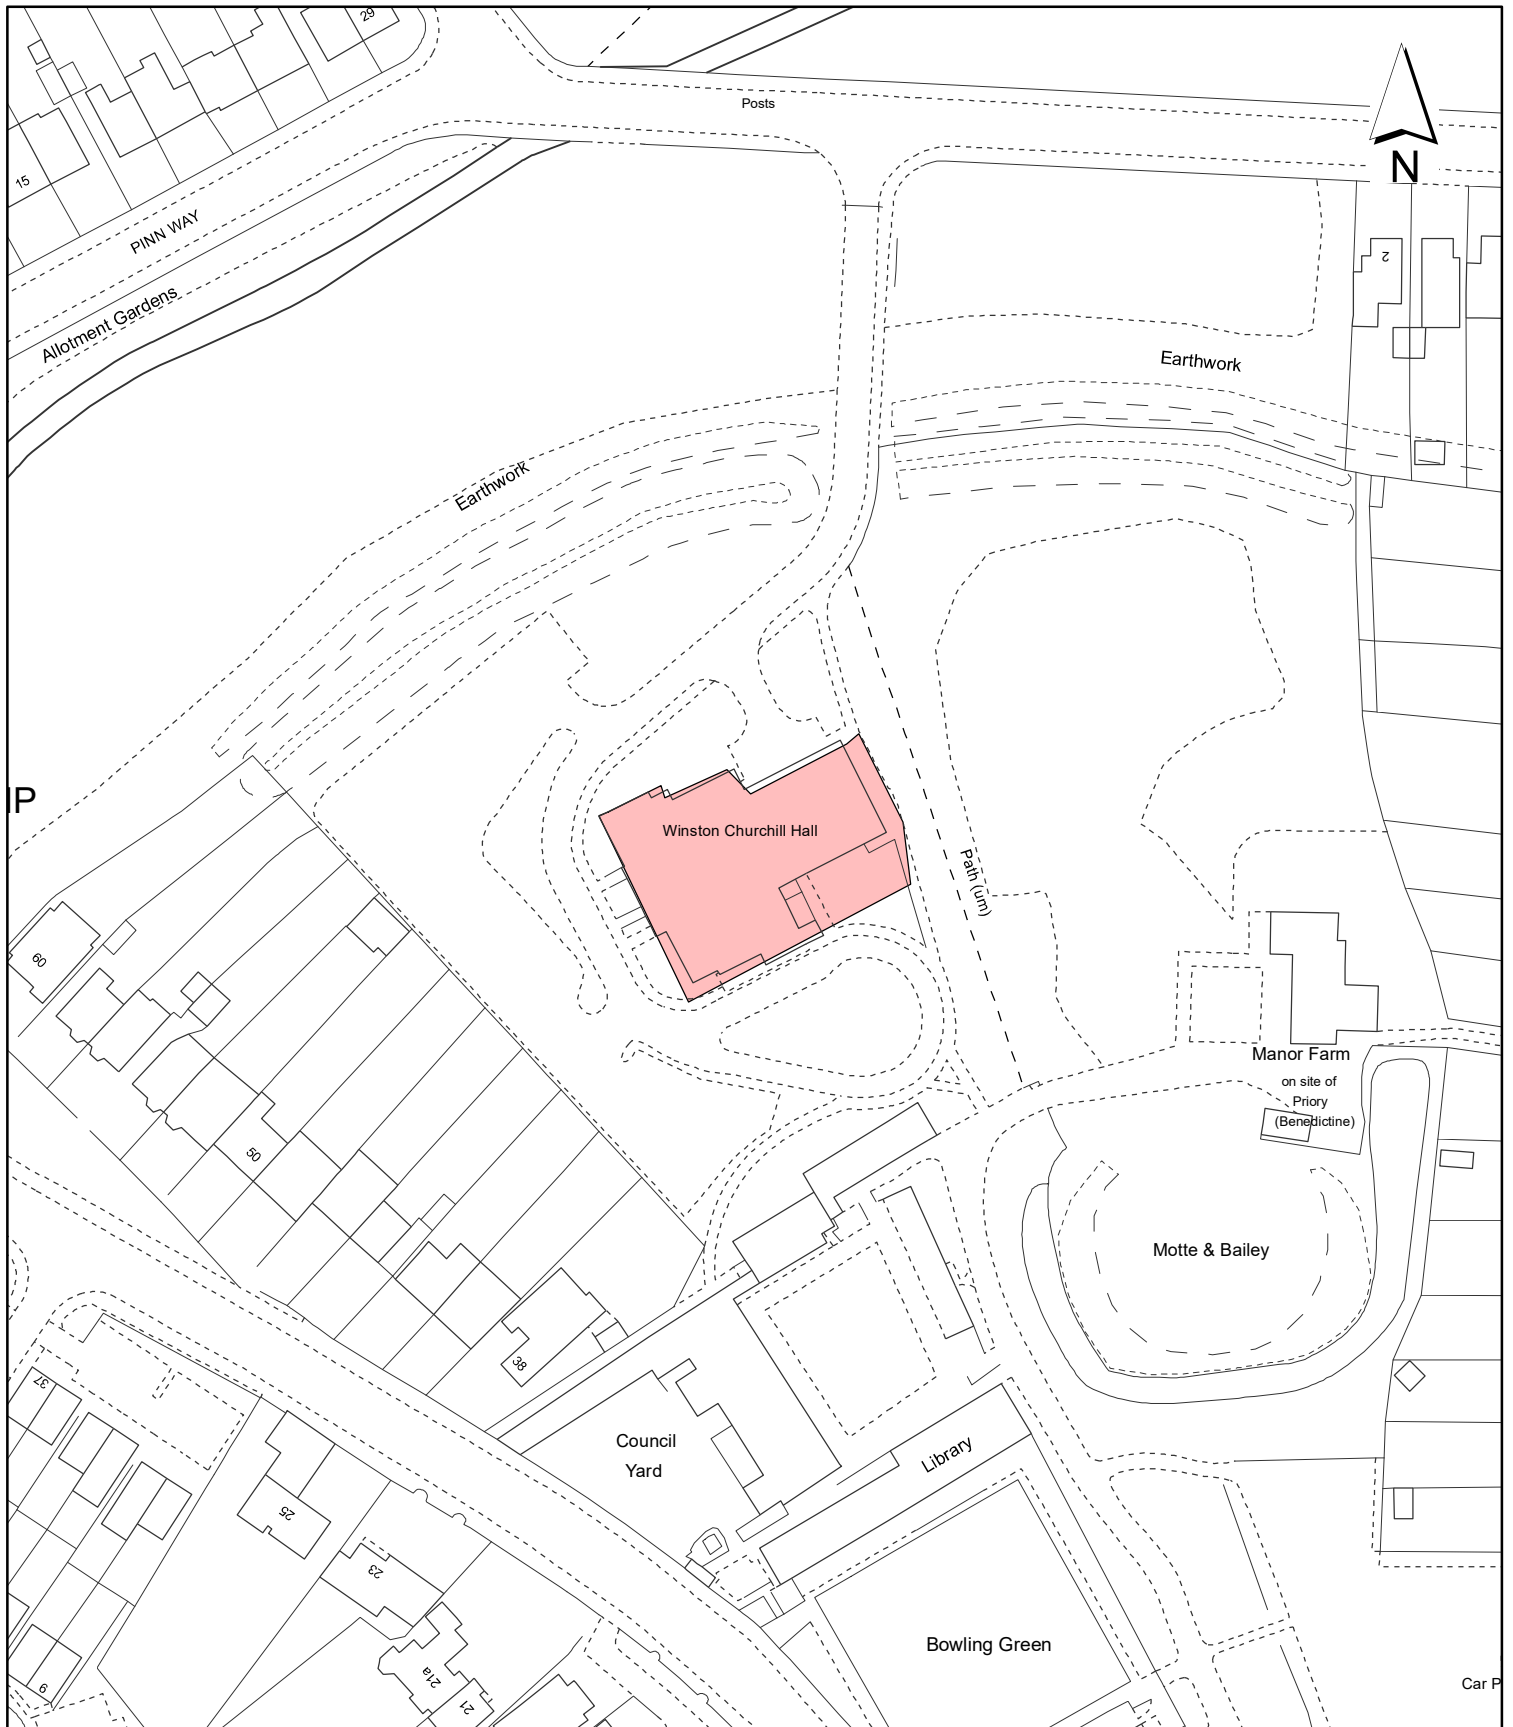 29
Posts
N
15
PINN WAY
Allotment Gardens
2
Earthwork
Earthwork
IP
Winston Churchill Hall
Path (um)
60
Manor Farm
on site of
Priory
(Benedictine)
50
Motte & Bailey
38
37
Council
Yard
Library
25
23
Bowling Green
21a
21
9
Car P